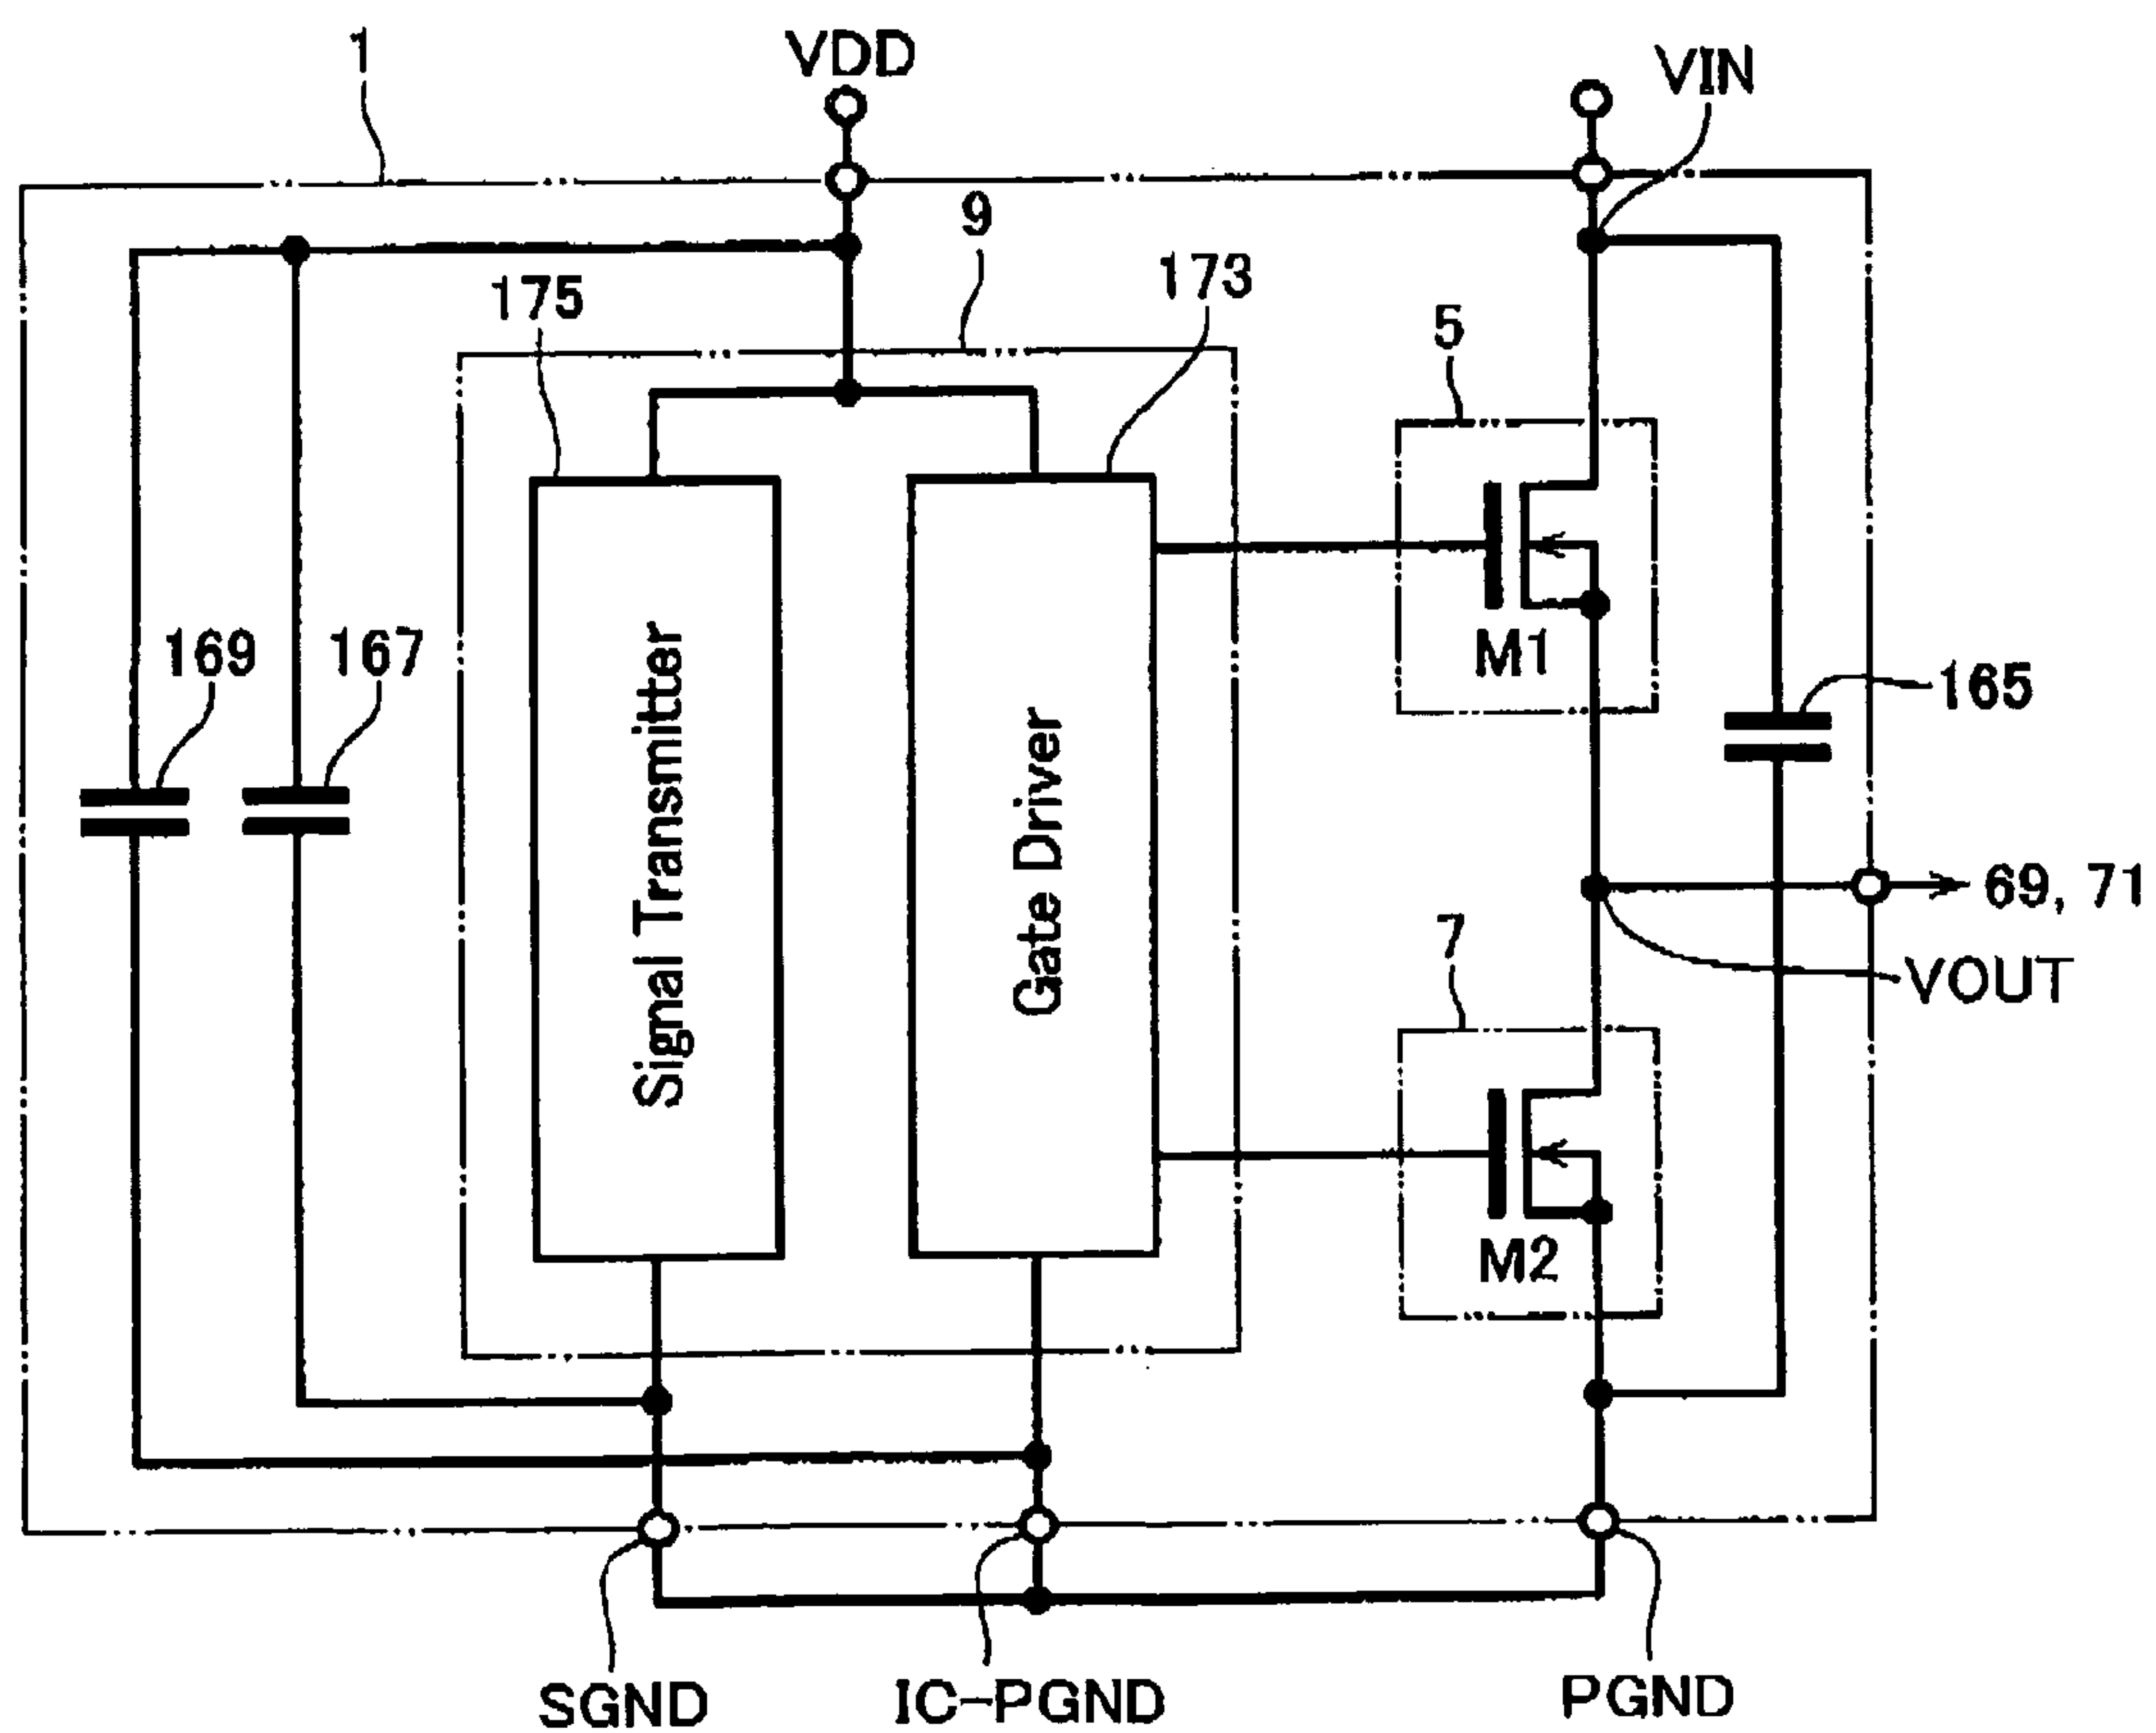 1
VDD
VIN
9
175
173
5
169
167
M1
165
Signal Transmitter
Gate Driver
69, 71
7
VOUT
M2
SGND
IC-PGND
PGND